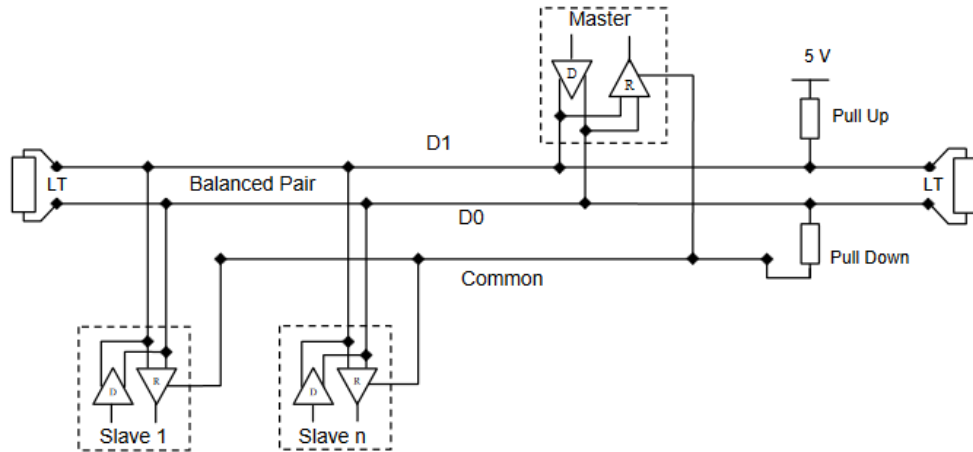 Master
5 V
D
R
Pull Up
D1
LT
Balanced Pair
LT
D0
Pull Down
Common
D
R
D
R
Slave 1
Slave n